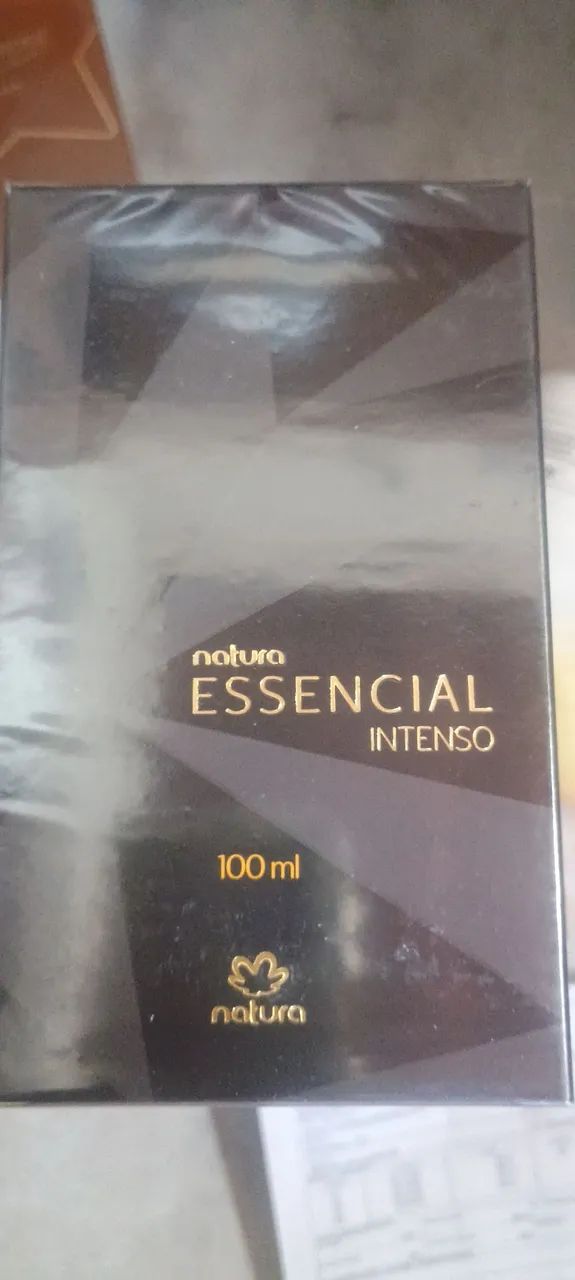 natura
ESSENCIAL
INTENSO
100 ml
natura